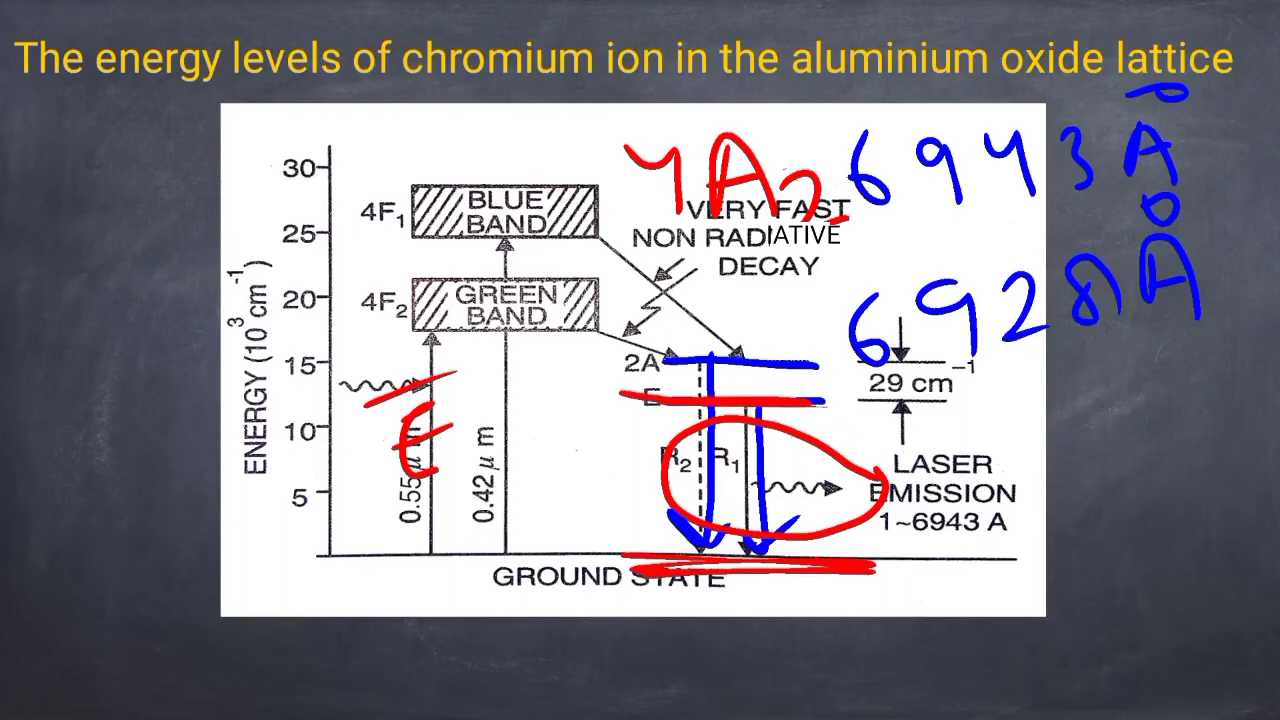 The energy levels of chromium ion in the aluminium oxide lattice
4A2
6943 A°
6928 A°
30
25
20
15
10
5
ENERGY (10³ cm⁻¹)
4F₁
BLUE
BAND
4F₂
GREEN
BAND
VERY FAST
NON RADIATIVE
DECAY
2A
E
29 cm⁻¹
E
0.55 μ m
0.42 μ m
R₂
R₁
LASER
EMISSION
1~6943 A
GROUND STATE